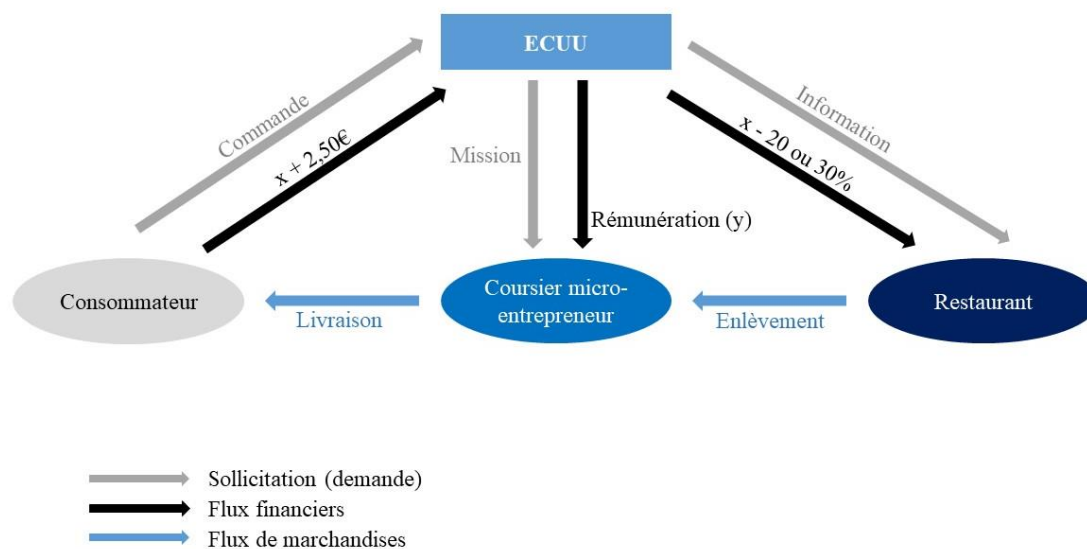 ECUU
Commande
x + 2,50€
Mission
Rémunération (y)
Information
x - 20 ou 30%
Consommateur
Livraison
Coursier micro-
entrepreneur
Enlèvement
Restaurant
Sollicitation (demande)
Flux financiers
Flux de marchandises